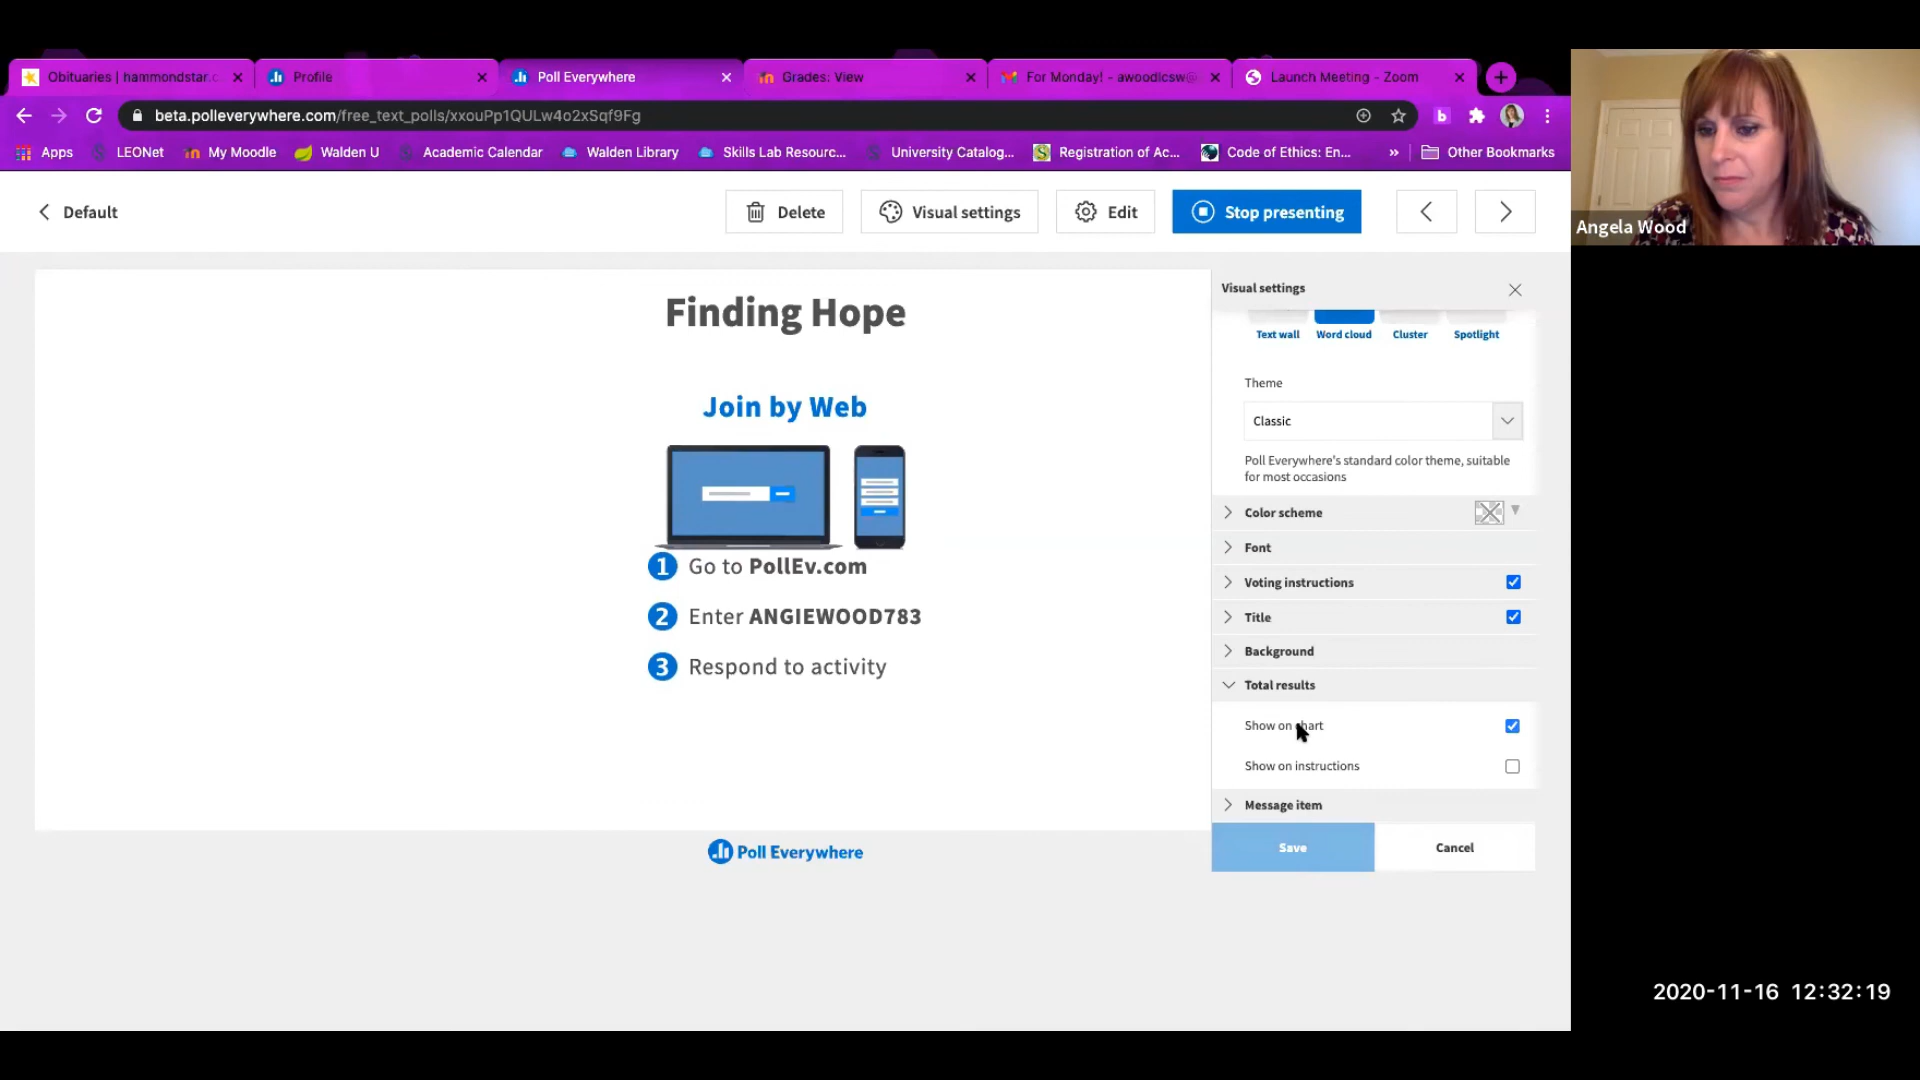 Obituaries | hammondstar.c
Profile
Poll Everywhere
Grades: View
For Monday! - awoodlcsw@
Launch Meeting - Zoom
beta.polleverywhere.com/free_text_polls/xxouPp1QULw4o2xSqf9Fg
b
Apps
LEONet
My Moodle
Walden U
Academic Calendar
Walden Library
Skills Lab Resourc...
University Catalog...
Registration of Ac...
Code of Ethics: En...
»
Other Bookmarks
Default
Delete
Visual settings
Edit
Stop presenting
Angela Wood
Finding Hope
Join by Web
1 Go to PollEv.com
2 Enter ANGIEWOOD783
3 Respond to activity
Poll Everywhere
Visual settings
Text wall
Word cloud
Cluster
Spotlight
Theme
Classic
Poll Everywhere's standard color theme, suitable
for most occasions
Color scheme
Font
Voting instructions
Title
Background
Total results
Show on chart
Show on instructions
Message item
Save
Cancel
2020-11-16 12:32:19